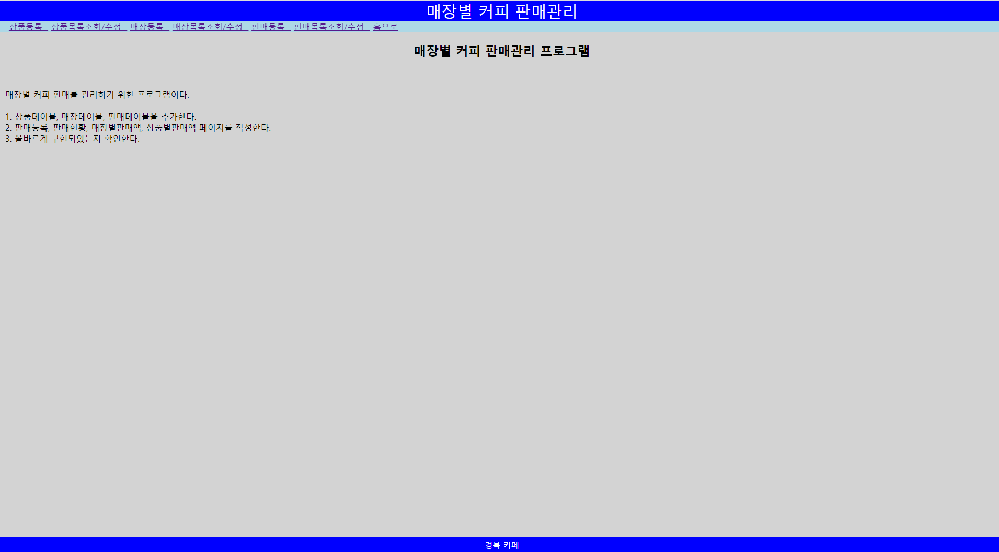 매장별 커피 판매관리
상품등록 상품목록조회/수정 매장등록 매장목록조회/수정 판매등록 판매목록조회/수정 홈으로
매장별 커피 판매관리 프로그램
매장별 커피 판매를 관리하기 위한 프로그램이다.
1. 상품테이블, 매장테이블, 판매테이블을 추가한다.
2. 판매등록, 판매현황, 매장별판매액, 상품별판매액 페이지를 작성한다.
3. 올바르게 구현되었는지 확인한다.
경복 카페